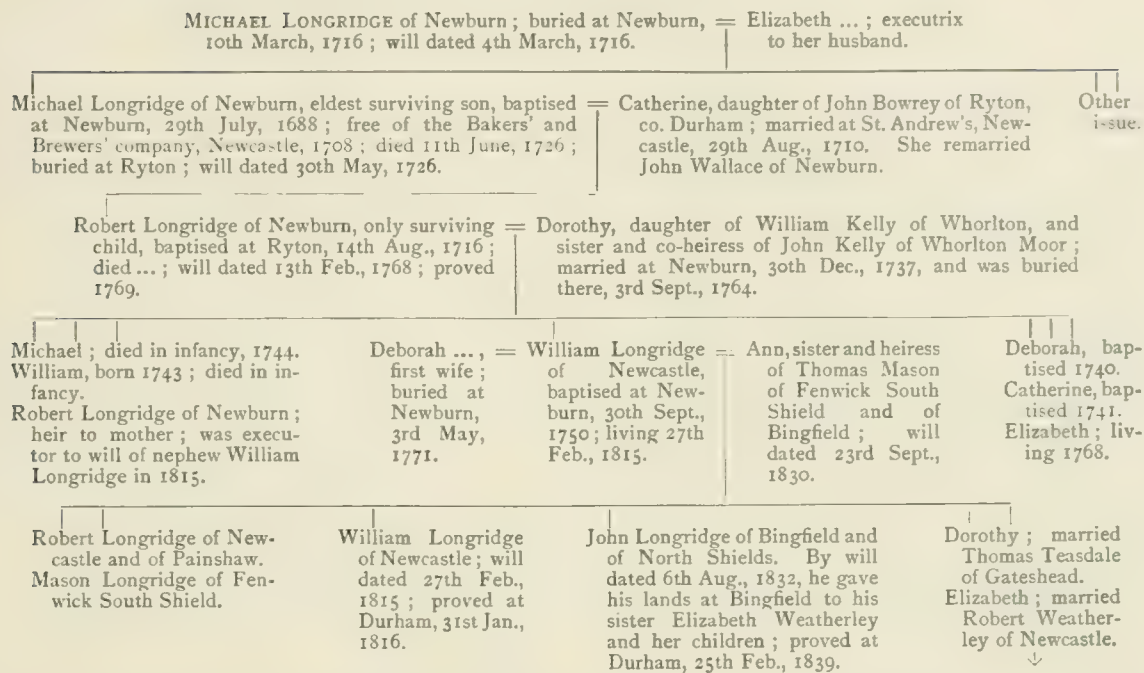 MICHAEL LONGRIDGE of Newburn ; buried at Newburn,
10th March, 1716 ; will dated 4th March, 1716.
=
Elizabeth ... ; executrix
to her husband.
Michael Longridge of Newburn, eldest surviving son, baptised
at Newburn, 29th July, 1688 ; free of the Bakers' and
Brewers' company, Newcastle, 1708 ; died 11th June, 1726 ;
buried at Ryton ; will dated 30th May, 1726.
=
Catherine, daughter of John Bowrey of Ryton,
co. Durham ; married at St. Andrew's, New-
castle, 29th Aug., 1710. She remarried
John Wallace of Newburn.
Other
i-sue.
Robert Longridge of Newburn, only surviving
child, baptised at Ryton, 14th Aug., 1716 ;
died ... ; will dated 13th Feb., 1768 ; proved
1769.
=
Dorothy, daughter of William Kelly of Whorlton, and
sister and co-heiress of John Kelly of Whorlton Moor ;
married at Newburn, 30th Dec., 1737, and was buried
there, 3rd Sept., 1764.
Michael ; died in infancy, 1744.
William, born 1743 ; died in in-
fancy.
Robert Longridge of Newburn ;
heir to mother ; was execu-
tor to will of nephew William
Longridge in 1815.
Deborah ...,
first wife ;
buried at
Newburn,
3rd May,
1771.
=
William Longridge
of Newcastle,
baptised at New-
burn, 30th Sept.,
1750 ; living 27th
Feb., 1815.
=
Ann, sister and heiress
of Thomas Mason
of Fenwick South
Shield and of
Bingfield ; will
dated 23rd Sept.,
1830.
Deborah, bap-
tised 1740.
Catherine, bap-
tised 1741.
Elizabeth ; liv-
ing 1768.
Robert Longridge of New-
castle and of Painshaw.
Mason Longridge of Fen-
wick South Shield.
William Longridge
of Newcastle ; will
dated 27th Feb.,
1815 ; proved at
Durham, 31st Jan.,
1816.
John Longridge of Bingfield and
of North Shields. By will
dated 6th Aug., 1832, he gave
his lands at Bingfield to his
sister Elizabeth Weatherley
and her children ; proved at
Durham, 25th Feb., 1839.
Dorothy ; married
Thomas Teasdale
of Gateshead.
Elizabeth ; married
Robert Weather-
ley of Newcastle.